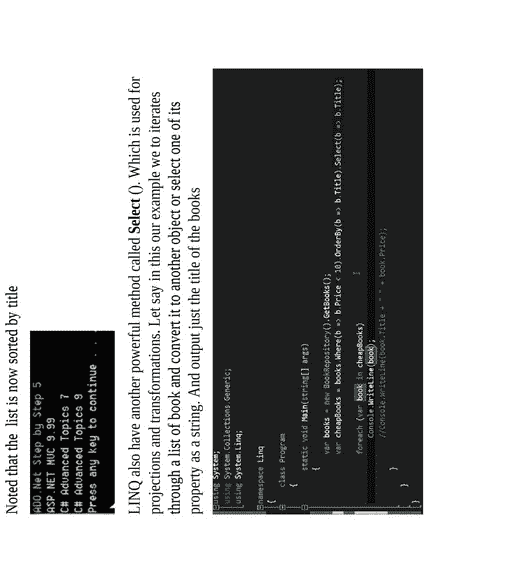 Noted that the list is now sorted by title
ADO.Net Step by Step 5
ASP.NET MVC 9.99
C# Advanced Topics 7
C# Advanced Topics 9
Press any key to continue . . .
LINQ also have another powerful method called Select (). Which is used for
projections and transformations. Let say in this our example we to iterates
through a list of book and convert it to another object or select one of its
property as a string. And output just the title of the books
using System;
using System.Collections.Generic;
using System.Linq;
namespace Linq
{
class Program
{
static void Main(string[] args)
{
var books = new BookRepository().GetBooks();
var cheapBooks = books.Where(b => b.Price < 10).OrderBy(b => b.Title).Select(b => b.Title);
foreach (var book in cheapBooks)
Console.WriteLine(book);
//Console.WriteLine(book.Title + " " + book.Price);
}
}
}